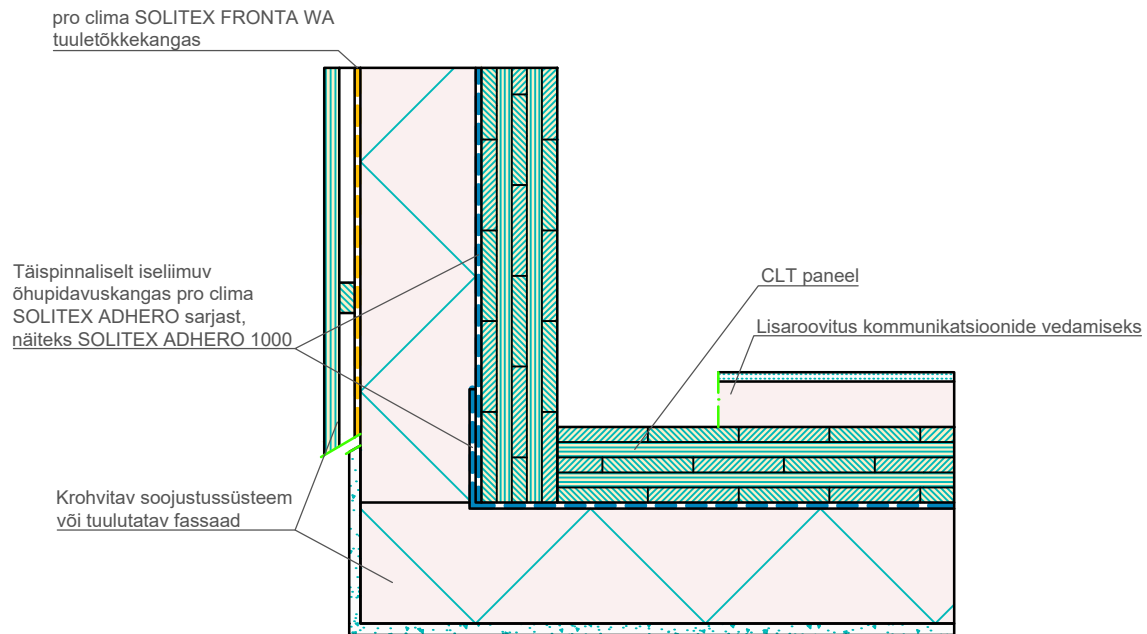 pro clima SOLITEX FRONTA WA
tuuletõkkekangas
Täispinnaliselt iseliimuv
õhupidavuskangas pro clima
SOLITEX ADHERO sarjast,
näiteks SOLITEX ADHERO 1000
CLT paneel
Lisaroovitus kommunikatsioonide vedamiseks
Krohvitav soojustussüsteem
või tuulutatav fassaad